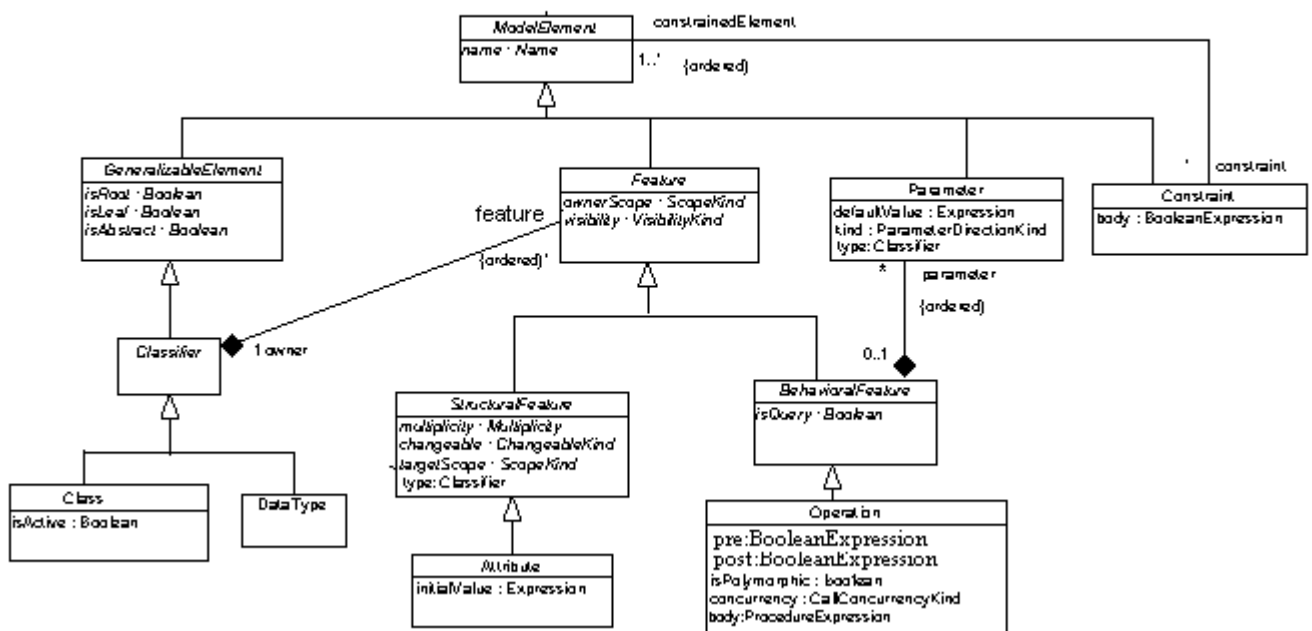 ModelElement
name : Name
constrainedElement
1..*
{ordered}
GeneralizableElement
isRoot : Boolean
isLeaf : Boolean
isAbstract : Boolean
Feature
ownerScope : ScopeKind
visibility : VisibilityKind
feature
{ordered}*
Parameter
defaultValue : Expression
kind : ParameterDirectionKind
type:Classifier
* constraint
Constraint
body : BooleanExpression
*
parameter
{ordered}
0..1
Classifier
1 owner
StructuralFeature
multiplicity : Multiplicity
changeable : ChangeableKind
targetScope : ScopeKind
type:Classifier
BehavioralFeature
isQuery : Boolean
Class
isActive : Boolean
DataType
Attribute
initialValue : Expression
Operation
pre:BooleanExpression
post:BooleanExpression
isPolymorphic : boolean
concurrency : CallConcurrencyKind
body:ProcedureExpression